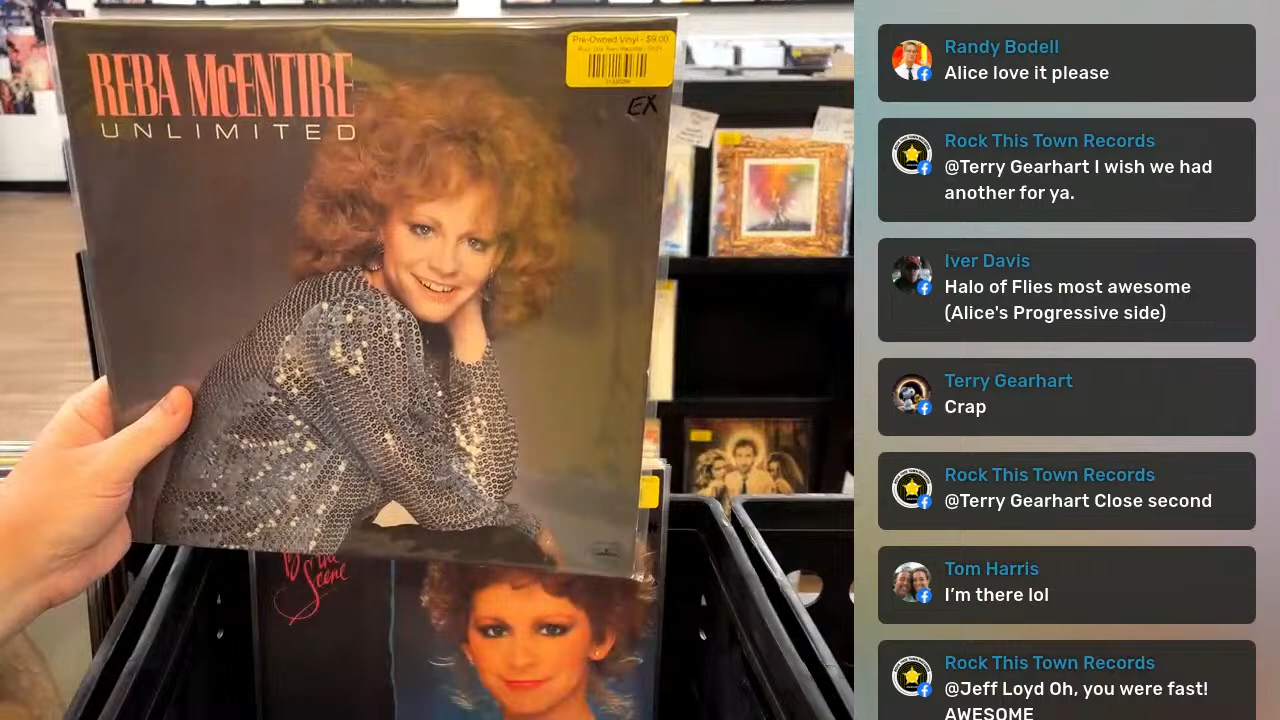 REBA McENTIRE
UNLIMITED
Pre-Owned Vinyl - $9.00
EX
the
Scene
Randy Bodell
Alice love it please
Rock This Town Records
@Terry Gearhart I wish we had
another for ya.
Iver Davis
Halo of Flies most awesome
(Alice's Progressive side)
Terry Gearhart
Crap
Rock This Town Records
@Terry Gearhart Close second
Tom Harris
I'm there lol
Rock This Town Records
@Jeff Loyd Oh, you were fast!
AWESOME